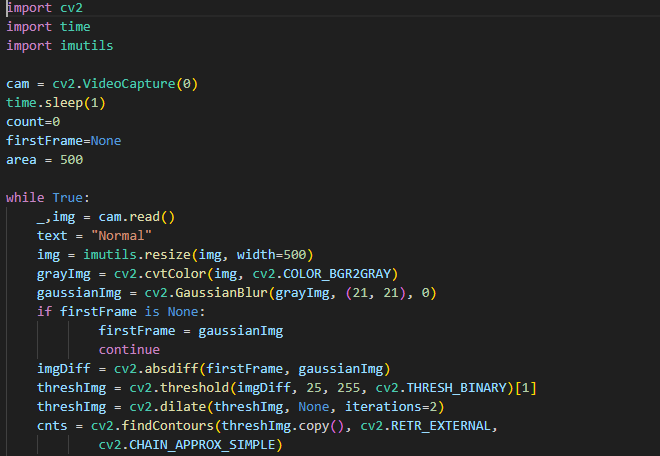 import cv2
import time
import imutils

cam = cv2.VideoCapture(0)
time.sleep(1)
count=0
firstFrame=None
area = 500

while True:
    _,img = cam.read()
    text = "Normal"
    img = imutils.resize(img, width=500)
    grayImg = cv2.cvtColor(img, cv2.COLOR_BGR2GRAY)
    gaussianImg = cv2.GaussianBlur(grayImg, (21, 21), 0)
    if firstFrame is None:
            firstFrame = gaussianImg
            continue
    imgDiff = cv2.absdiff(firstFrame, gaussianImg)
    threshImg = cv2.threshold(imgDiff, 25, 255, cv2.THRESH_BINARY)[1]
    threshImg = cv2.dilate(threshImg, None, iterations=2)
    cnts = cv2.findContours(threshImg.copy(), cv2.RETR_EXTERNAL,
            cv2.CHAIN_APPROX_SIMPLE)